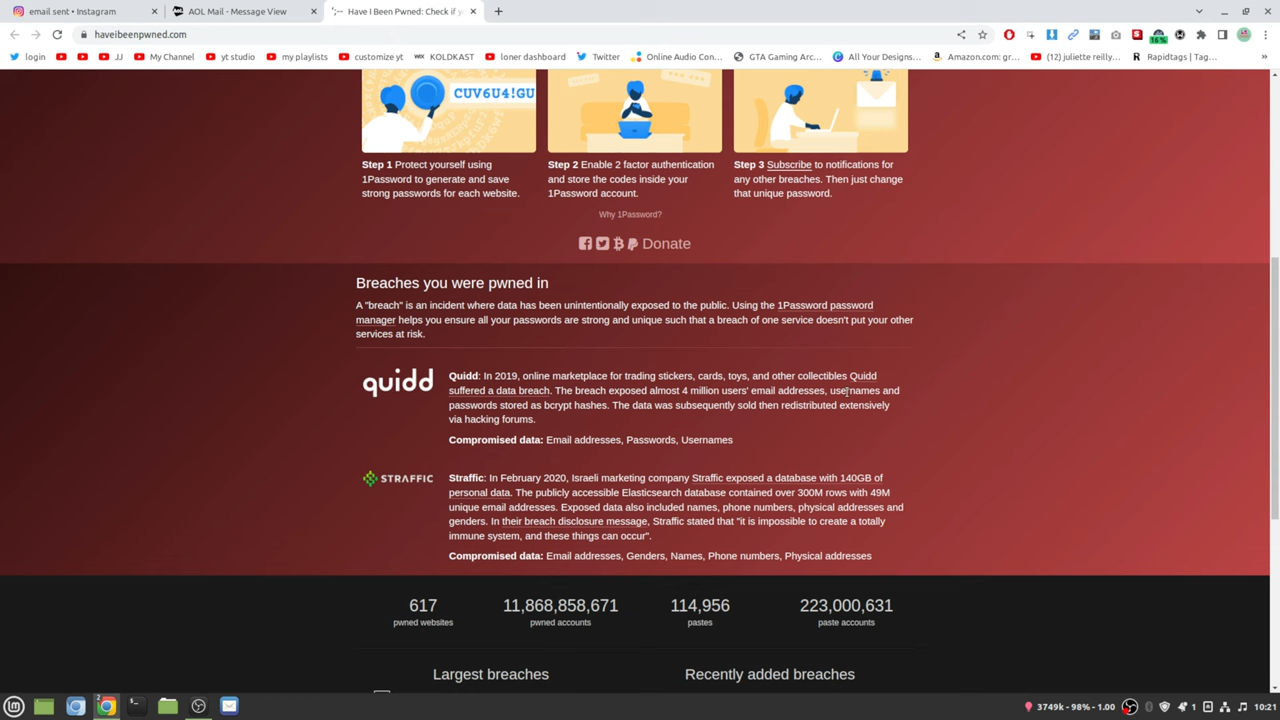 email sent • Instagram
AOL Mail - Message View
Have I Been Pwned: Check if y
haveibeenpwned.com
16 %
login
JJ
My Channel
yt studio
my playlists
customize yt
WIX KOLDKAST
loner dashboard
Twitter
Online Audio Con...
GTA Gaming Arc...
All Your Designs...
Amazon.com: gr...
(12) juliette reilly...
Rapidtags | Tag...
»
CUV6U4!GU
Step 1 Protect yourself using
1Password to generate and save
strong passwords for each website.
Step 2 Enable 2 factor authentication
and store the codes inside your
1Password account.
Step 3 Subscribe to notifications for
any other breaches. Then just change
that unique password.
Why 1Password?
Donate
Breaches you were pwned in
A "breach" is an incident where data has been unintentionally exposed to the public. Using the 1Password password
manager helps you ensure all your passwords are strong and unique such that a breach of one service doesn't put your other
services at risk.
quidd
Quidd: In 2019, online marketplace for trading stickers, cards, toys, and other collectibles Quidd
suffered a data breach. The breach exposed almost 4 million users' email addresses, usernames and
passwords stored as bcrypt hashes. The data was subsequently sold then redistributed extensively
via hacking forums.
Compromised data: Email addresses, Passwords, Usernames
STRAFFIC
Straffic: In February 2020, Israeli marketing company Straffic exposed a database with 140GB of
personal data. The publicly accessible Elasticsearch database contained over 300M rows with 49M
unique email addresses. Exposed data also included names, phone numbers, physical addresses and
genders. In their breach disclosure message, Straffic stated that "it is impossible to create a totally
immune system, and these things can occur".
Compromised data: Email addresses, Genders, Names, Phone numbers, Physical addresses
617
pwned websites
11,868,858,671
pwned accounts
114,956
pastes
223,000,631
paste accounts
Largest breaches
Recently added breaches
2
3749k - 98% - 1.00
1
10:21